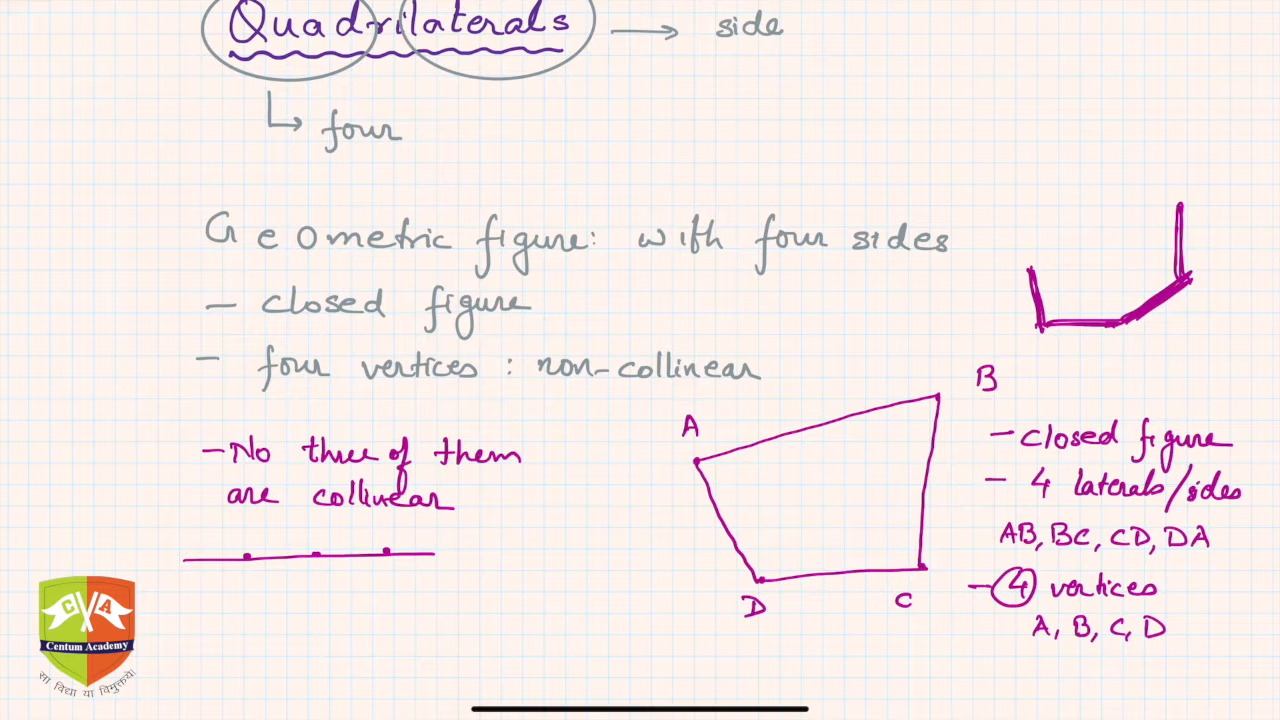 Quadrilaterals → side
four
Geometric figure: with four sides
- closed figure
- four vertices : non-collinear
- No three of them
are collinear
A
B
C
D
- closed figure
- 4 laterals/sides
AB, BC, CD, DA
- 4 vertices
A, B, C, D
C A
Centum Academy
सा विद्या या विमुक्तये।